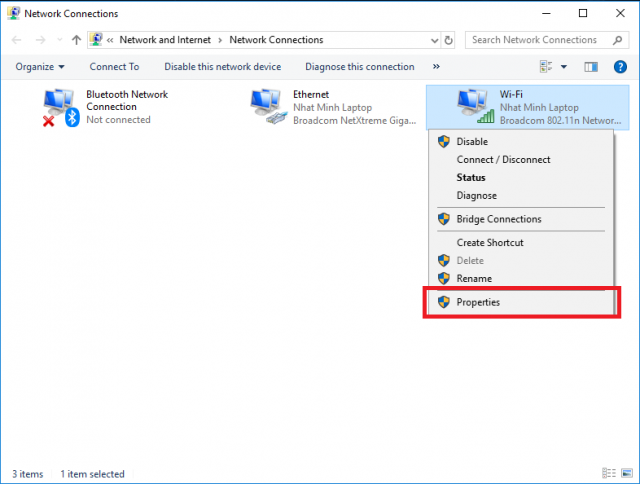 Network Connections
Network and Internet
Network Connections
Search Network Connections
Organize
Connect To
Disable this network device
Diagnose this connection
»
Bluetooth Network
Connection
Not connected
Ethernet
Nhat Minh Laptop
Broadcom NetXtreme Giga...
Wi-Fi
Nhat Minh Laptop
Broadcom 802.11n Networ...
Disable
Connect / Disconnect
Status
Diagnose
Bridge Connections
Create Shortcut
Delete
Rename
Properties
3 items
1 item selected